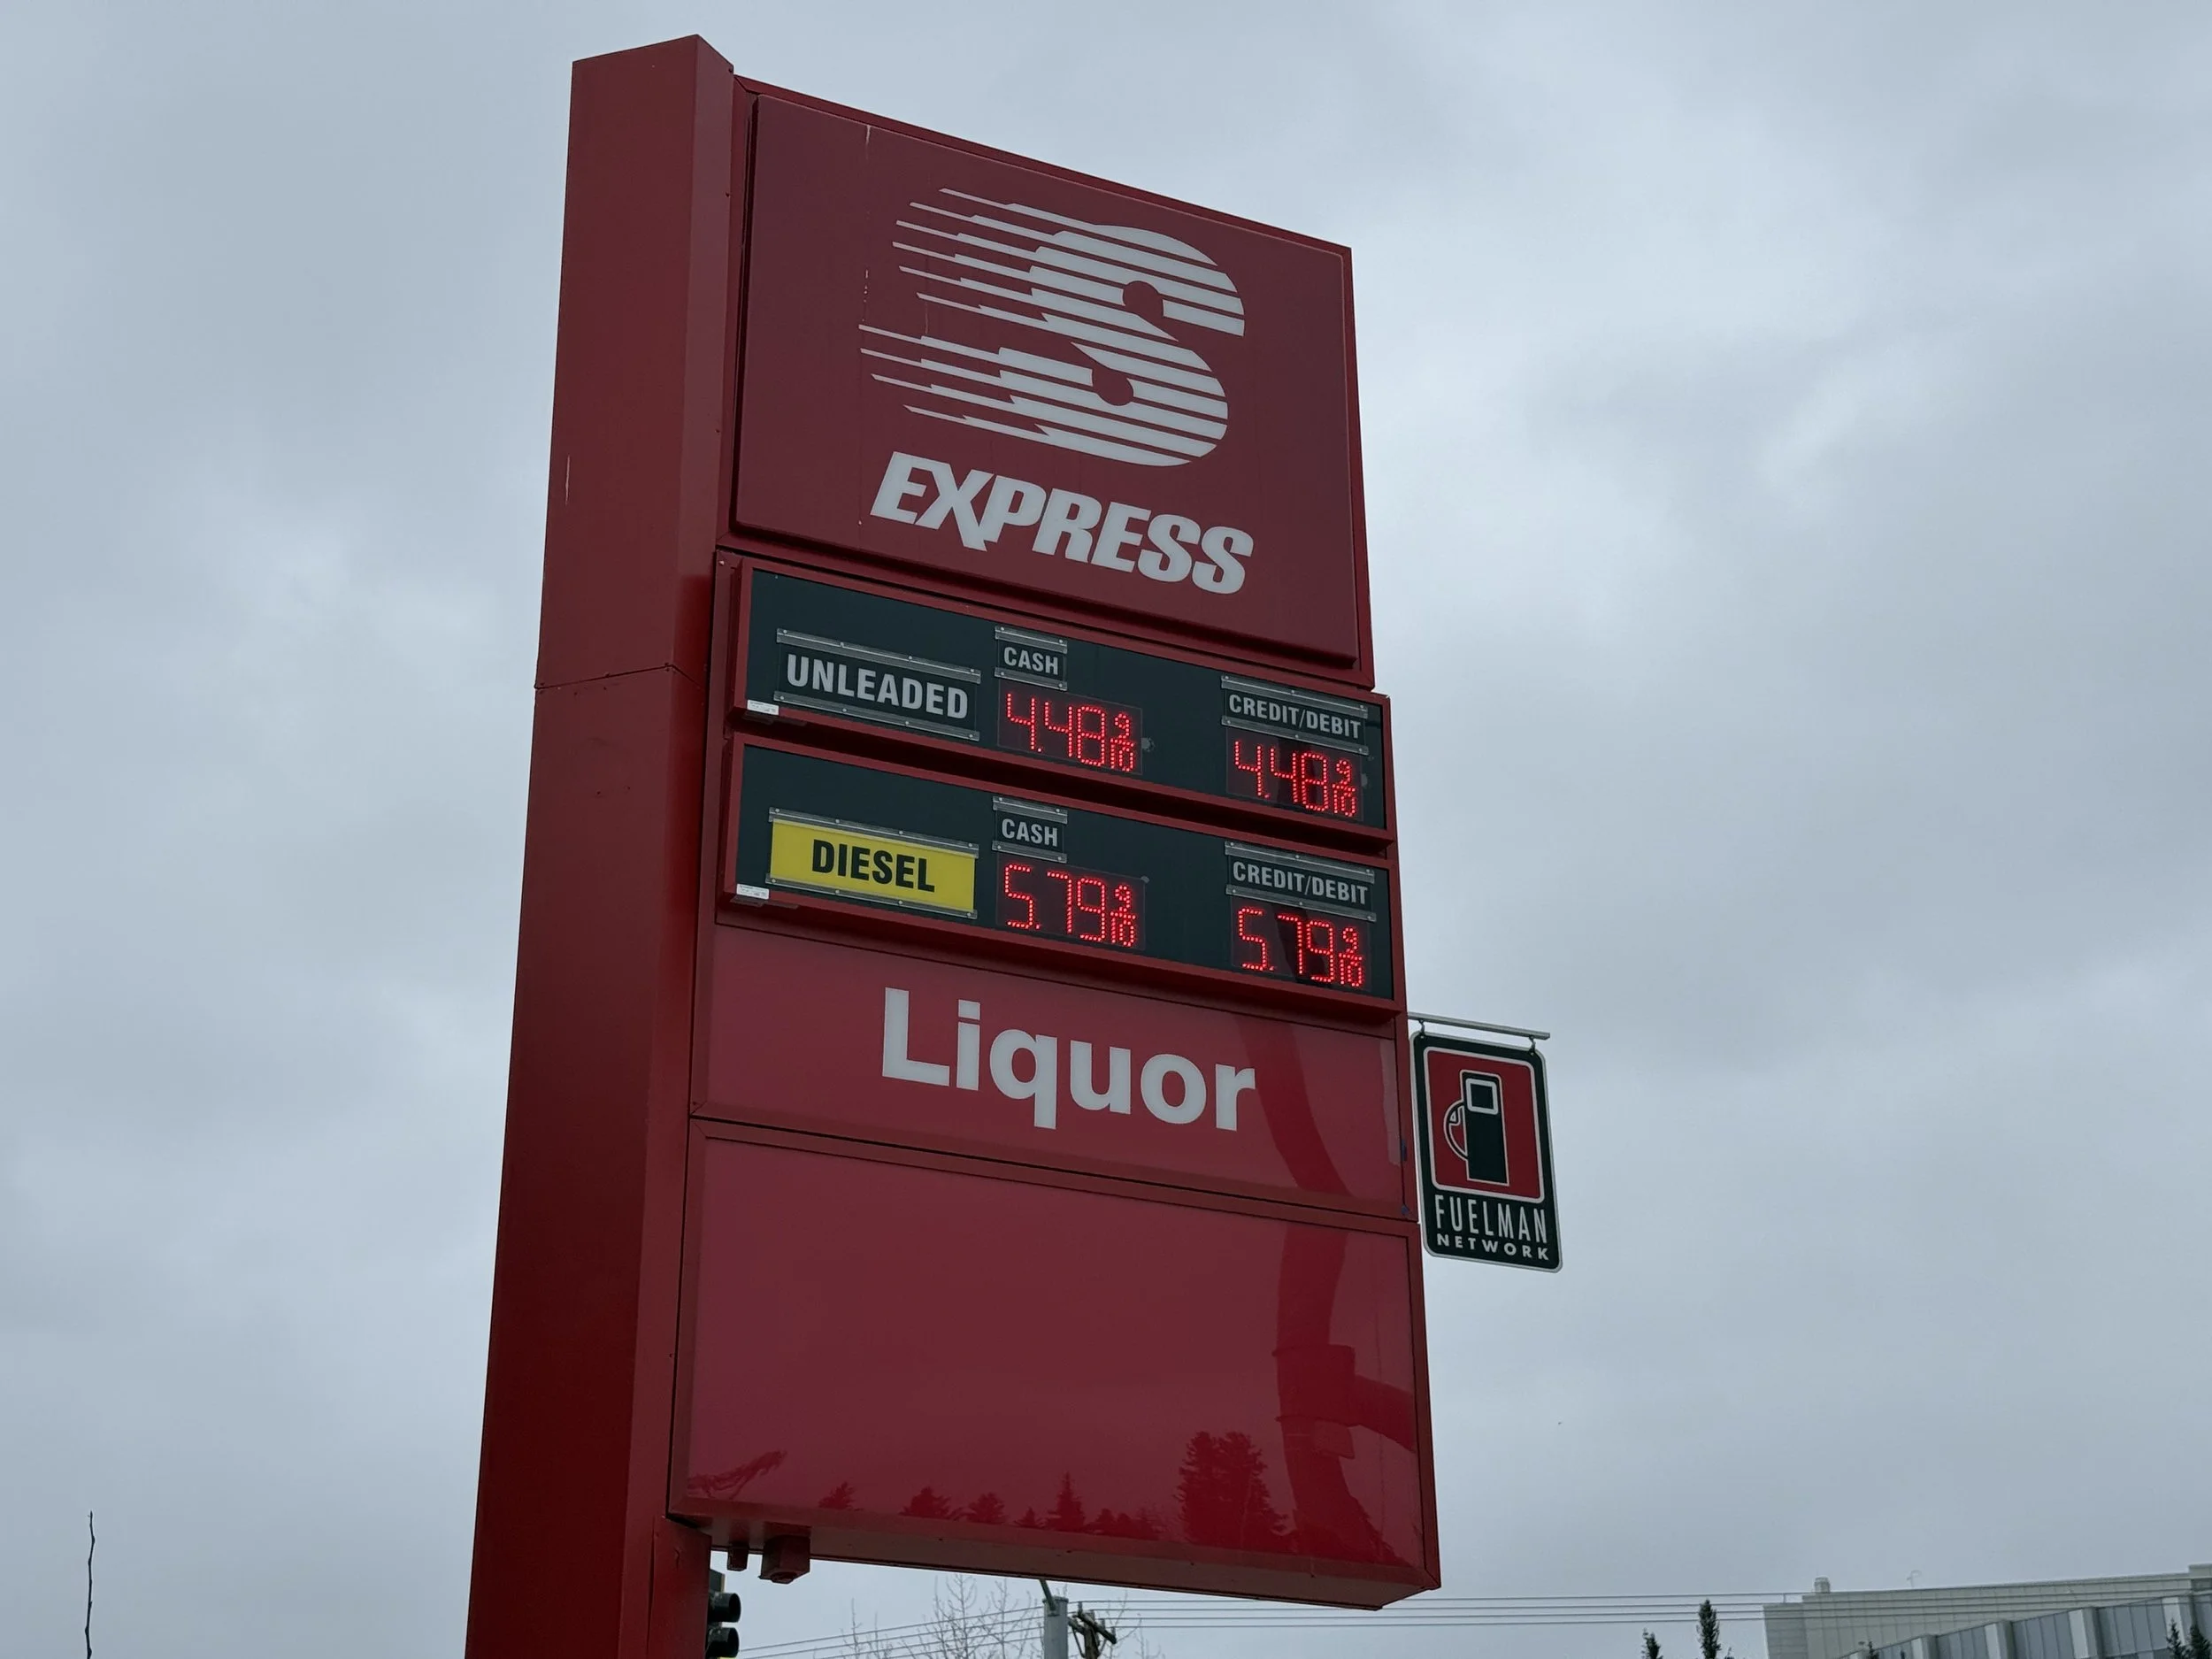 S
EXPRESS
UNLEADED
CASH
4.48 9/10
CREDIT/DEBIT
4.48 9/10
DIESEL
CASH
5.79 9/10
CREDIT/DEBIT
5.79 9/10
Liquor
FUELMAN
NETWORK